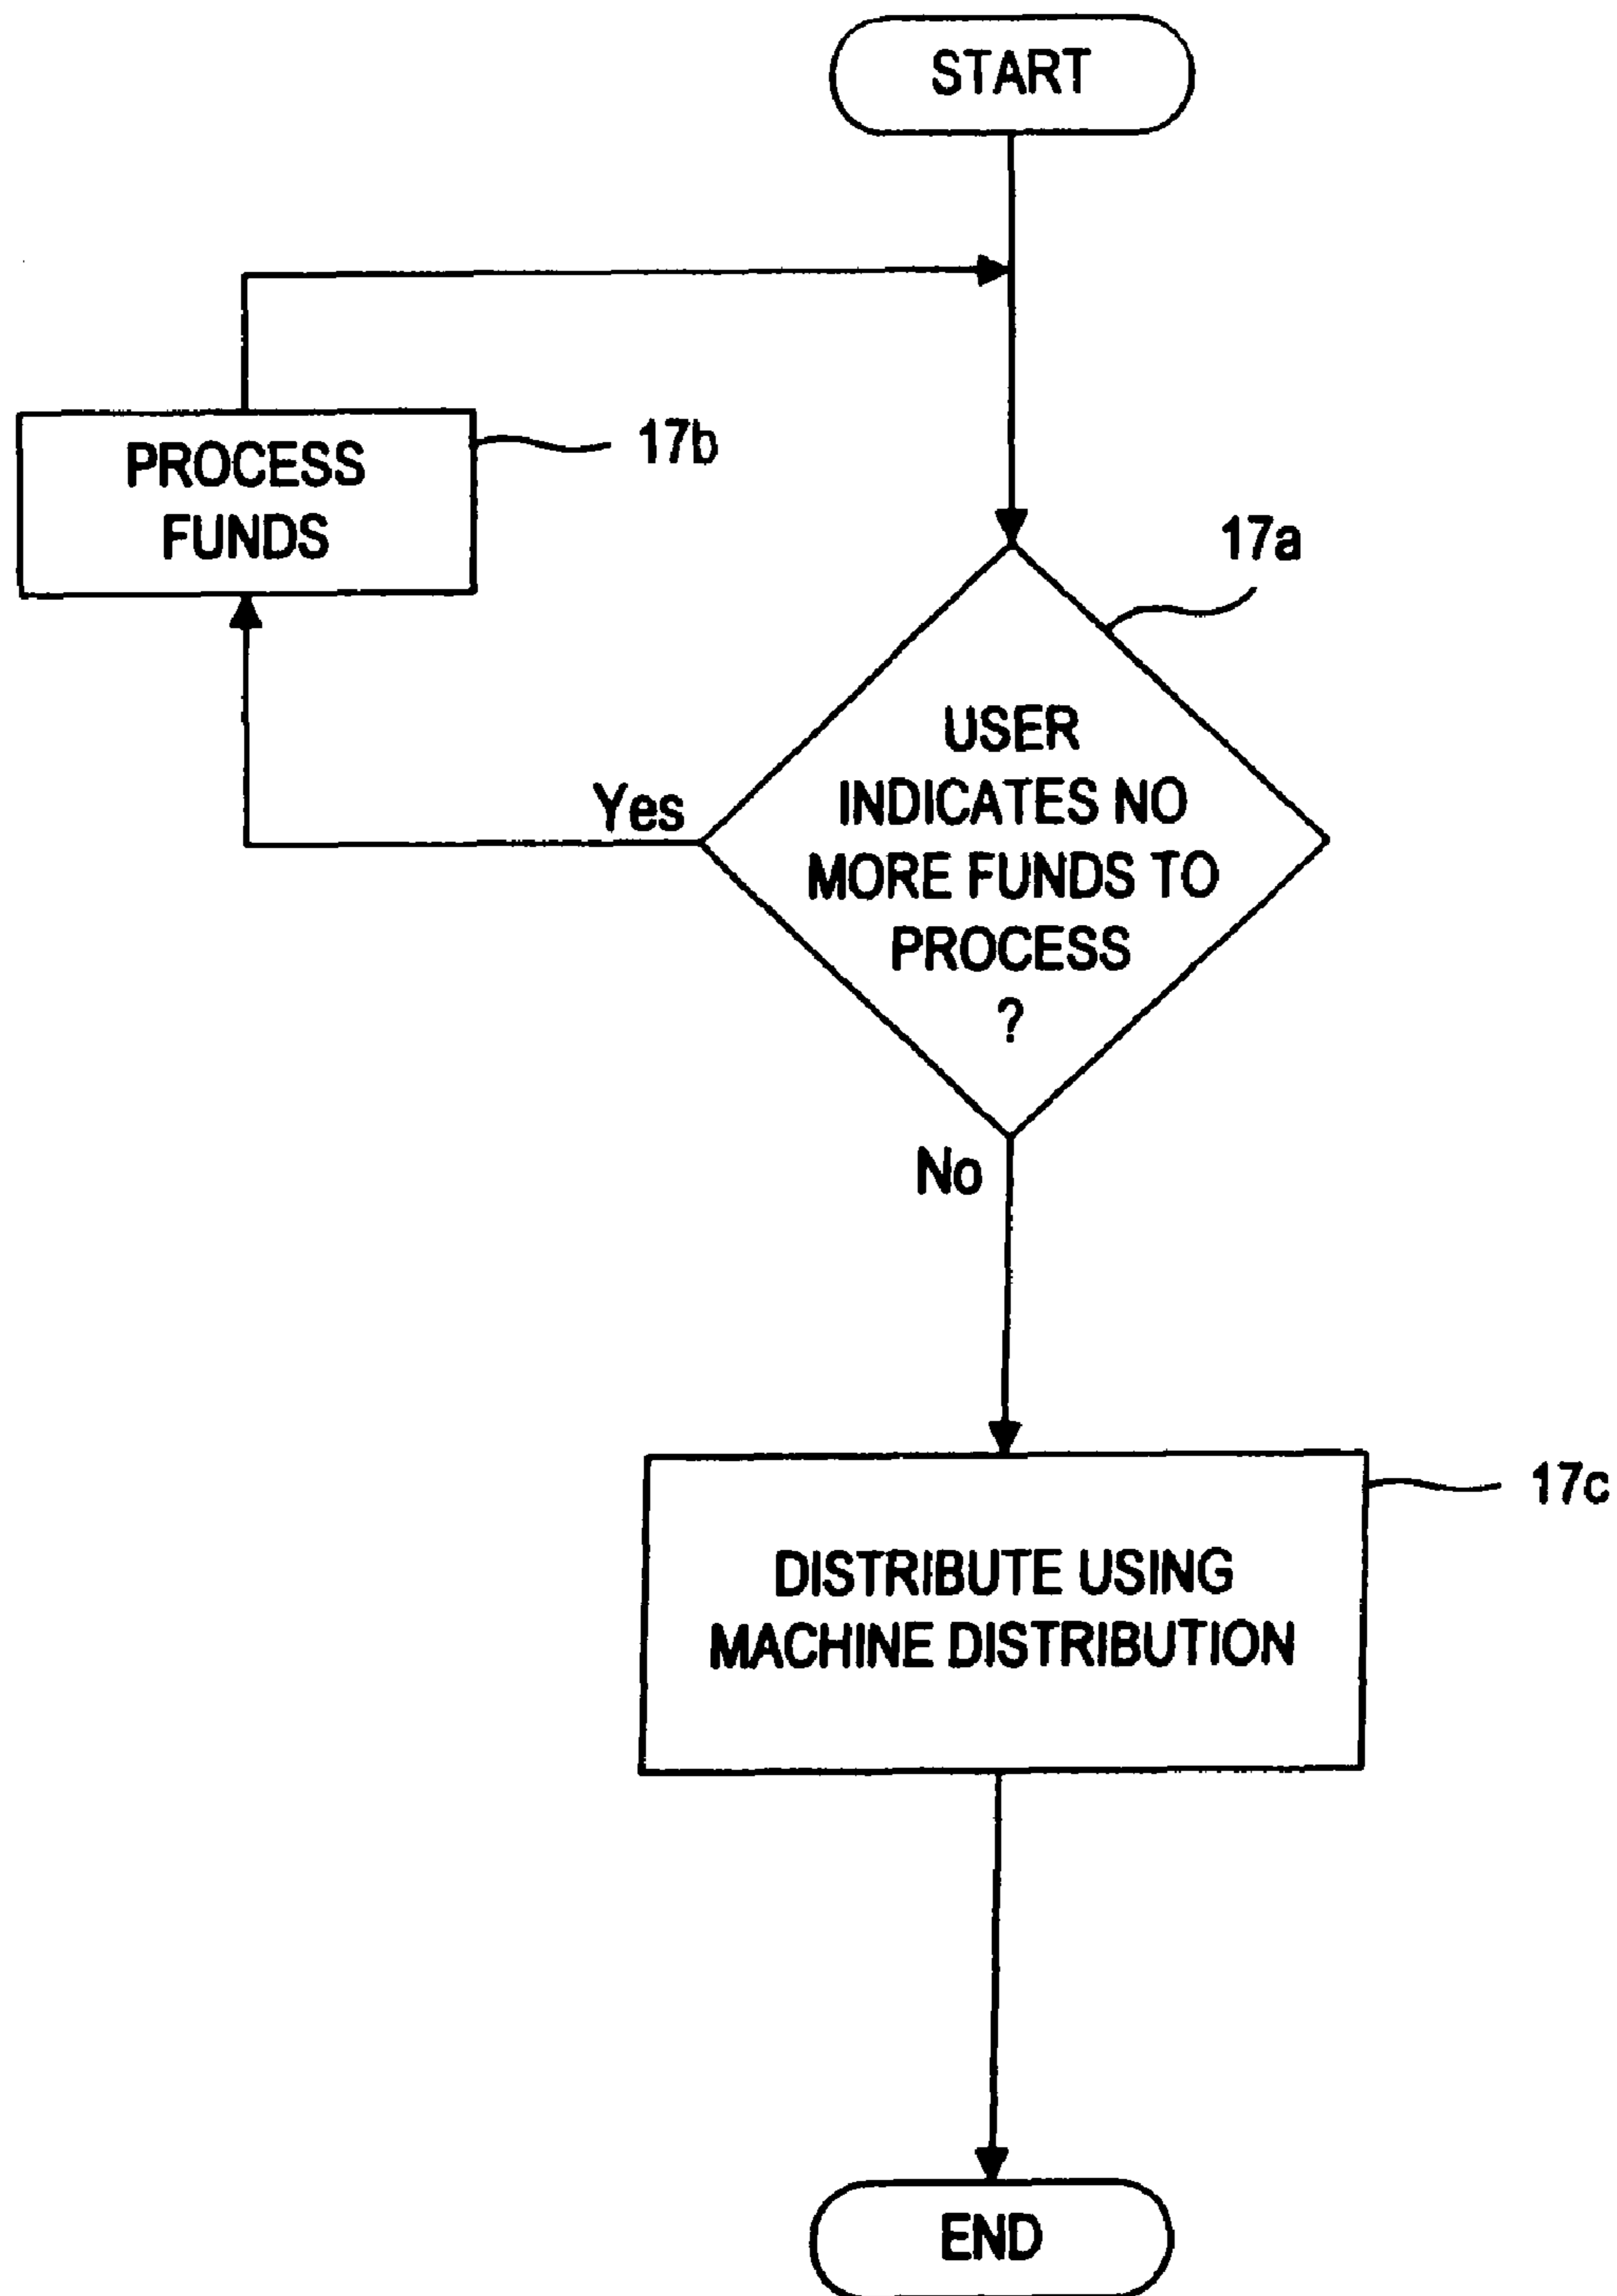 START
PROCESS
FUNDS
17b
17a
USER
INDICATES NO
MORE FUNDS TO
PROCESS
?
Yes
No
DISTRIBUTE USING
MACHINE DISTRIBUTION
17c
END